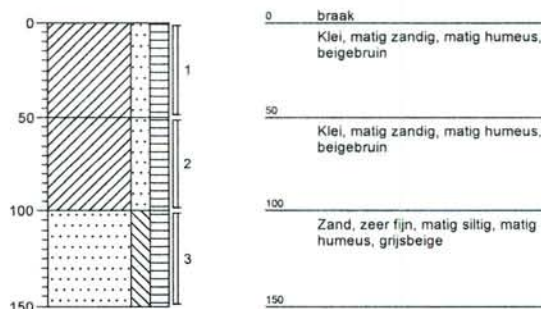 0
50
100
150
1
2
3
0 braak
Klei, matig zandig, matig humeus,
beigebruin
50
Klei, matig zandig, matig humeus,
beigebruin
100
Zand, zeer fijn, matig siltig, matig
humeus, grijsbeige
150